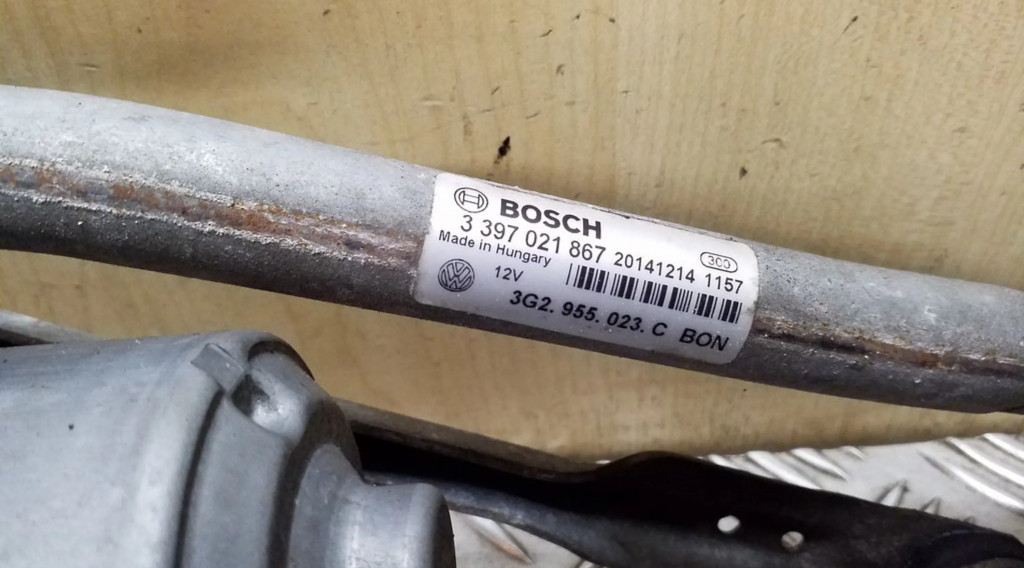 BOSCH
3 397 021 867 20141214 1157
Made in Hungary
300
12V
3G2. 955. 023. C BON